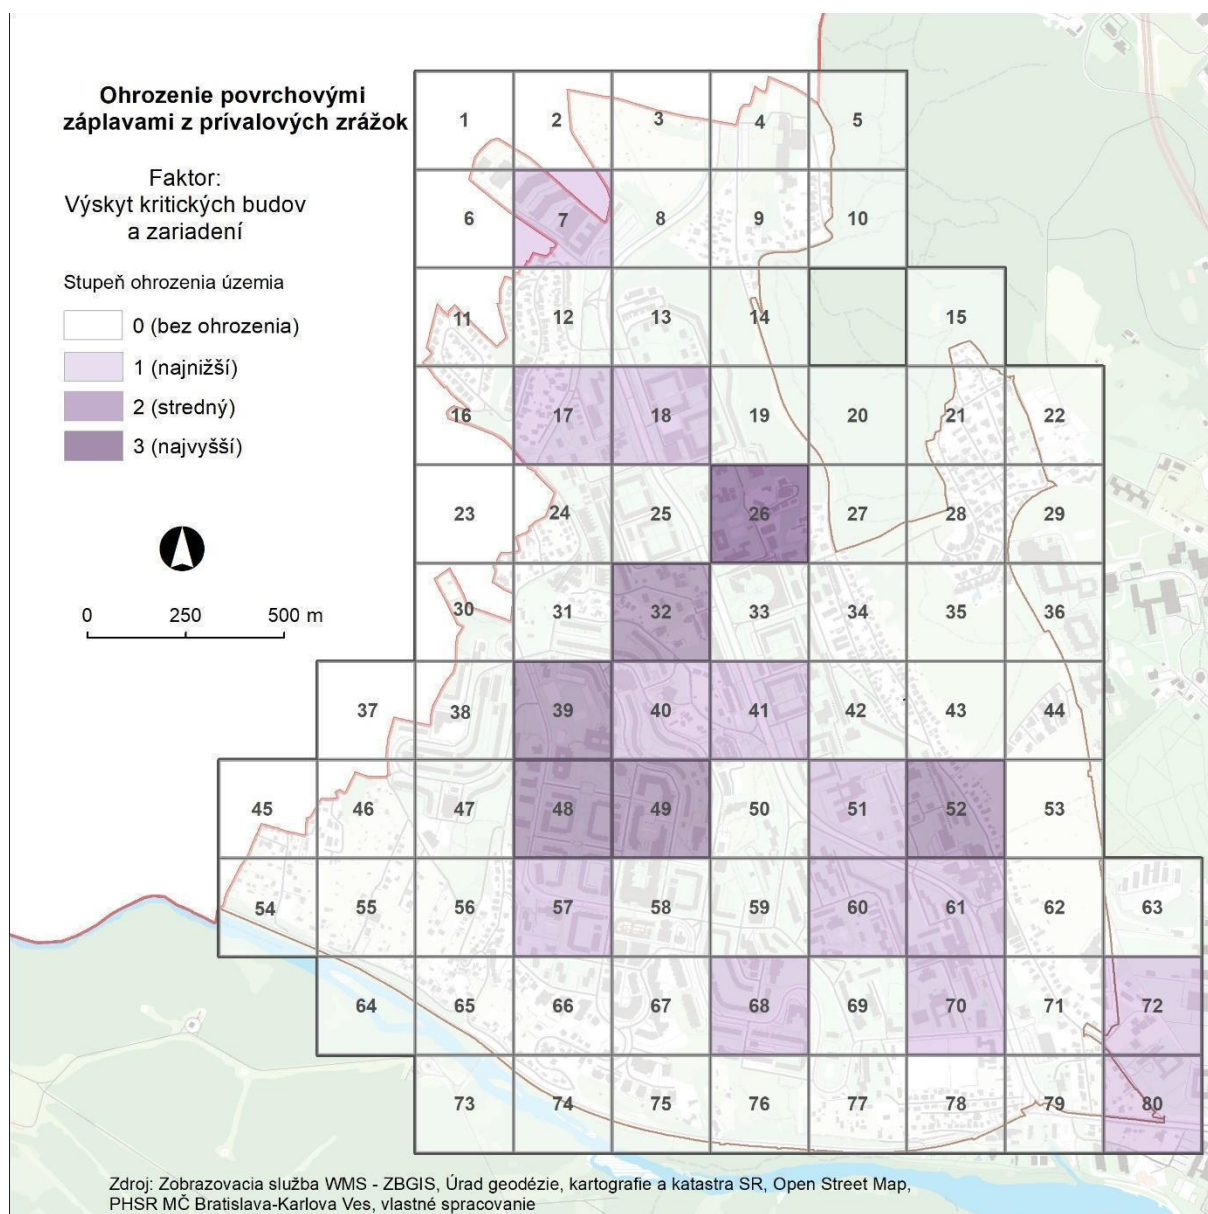 Ohrozenie povrchovými
záplavami z prívalových zrážok
Faktor:
Výskyt kritických budov
a zariadení
Stupeň ohrozenia územia
0 (bez ohrozenia)
1 (najnižší)
2 (stredný)
3 (najvyšší)
0 250 500 m
1 2 3 4 5
6 7 8 9 10
11 12 13 14 15
16 17 18 19 20 21 22
23 24 25 26 27 28 29
30 31 32 33 34 35 36
37 38 39 40 41 42 43 44
45 46 47 48 49 50 51 52 53
54 55 56 57 58 59 60 61 62 63
64 65 66 67 68 69 70 71 72
73 74 75 76 77 78 79 80
Zdroj: Zobrazovacia služba WMS - ZBGIS, Úrad geodézie, kartografie a katastra SR, Open Street Map,
PHSR MČ Bratislava-Karlova Ves, vlastné spracovanie